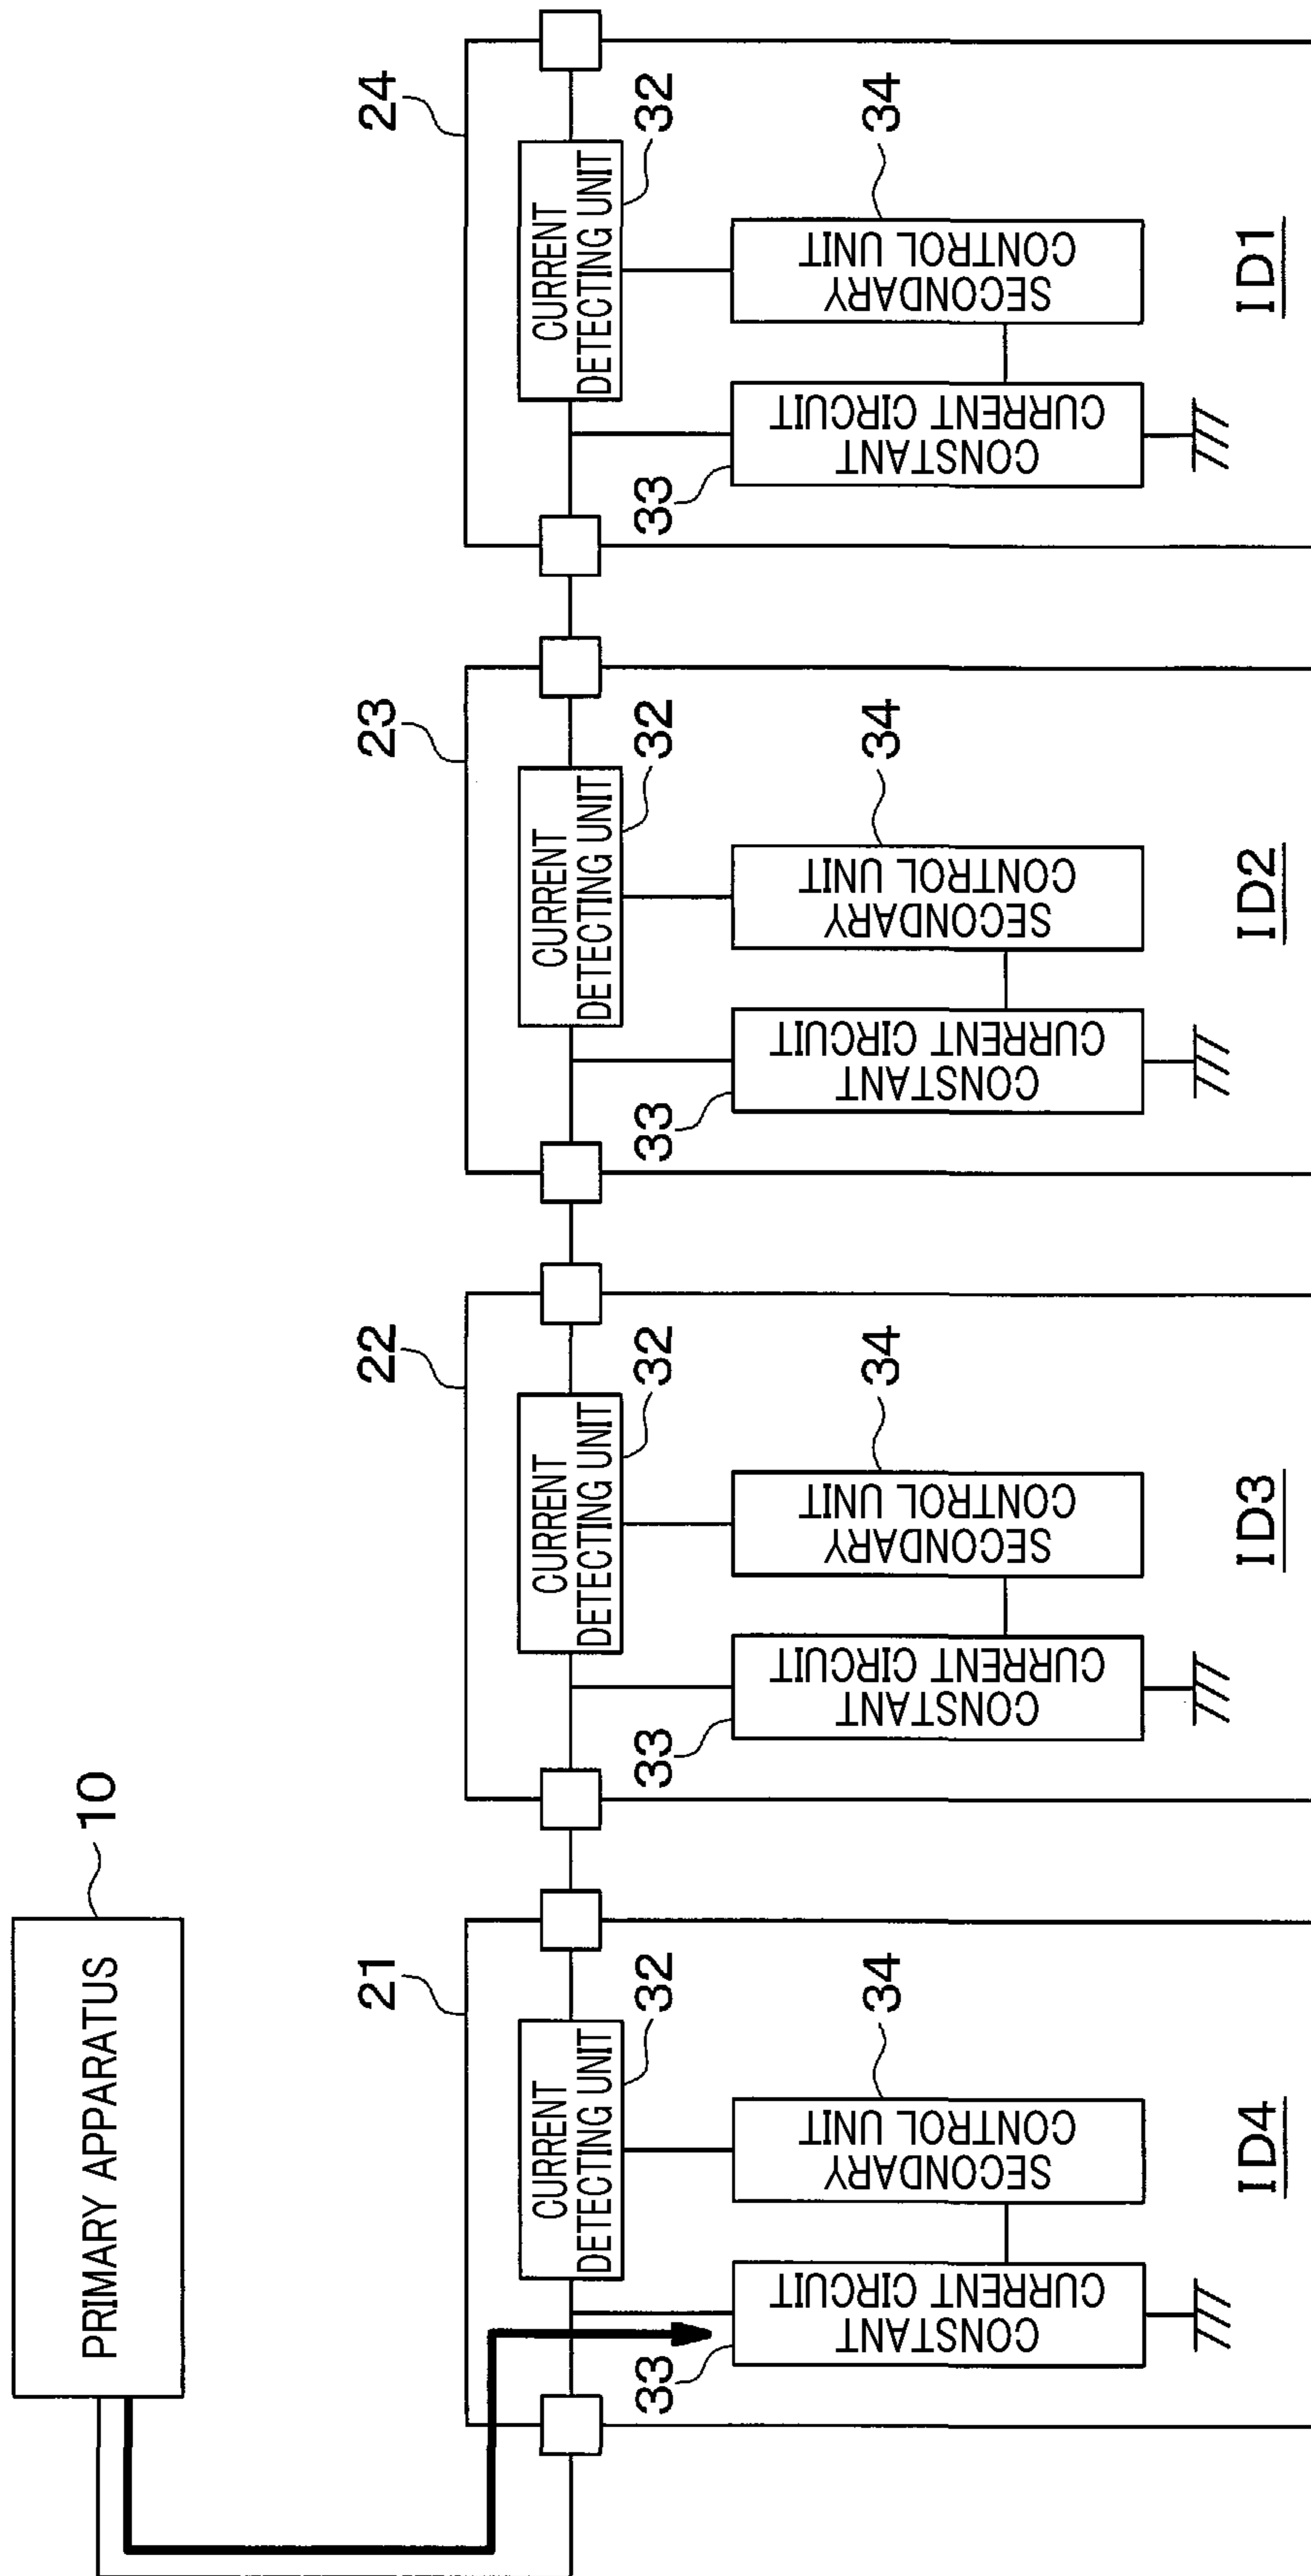 PRIMARY APPARATUS
10
21
CURRENT
DETECTING UNIT
32
33
CONSTANT
CURRENT CIRCUIT
SECONDARY
CONTROL UNIT
34
ID4
22
CURRENT
DETECTING UNIT
32
33
CONSTANT
CURRENT CIRCUIT
SECONDARY
CONTROL UNIT
34
ID3
23
CURRENT
DETECTING UNIT
32
33
CONSTANT
CURRENT CIRCUIT
SECONDARY
CONTROL UNIT
34
ID2
24
CURRENT
DETECTING UNIT
32
33
CONSTANT
CURRENT CIRCUIT
SECONDARY
CONTROL UNIT
34
ID1